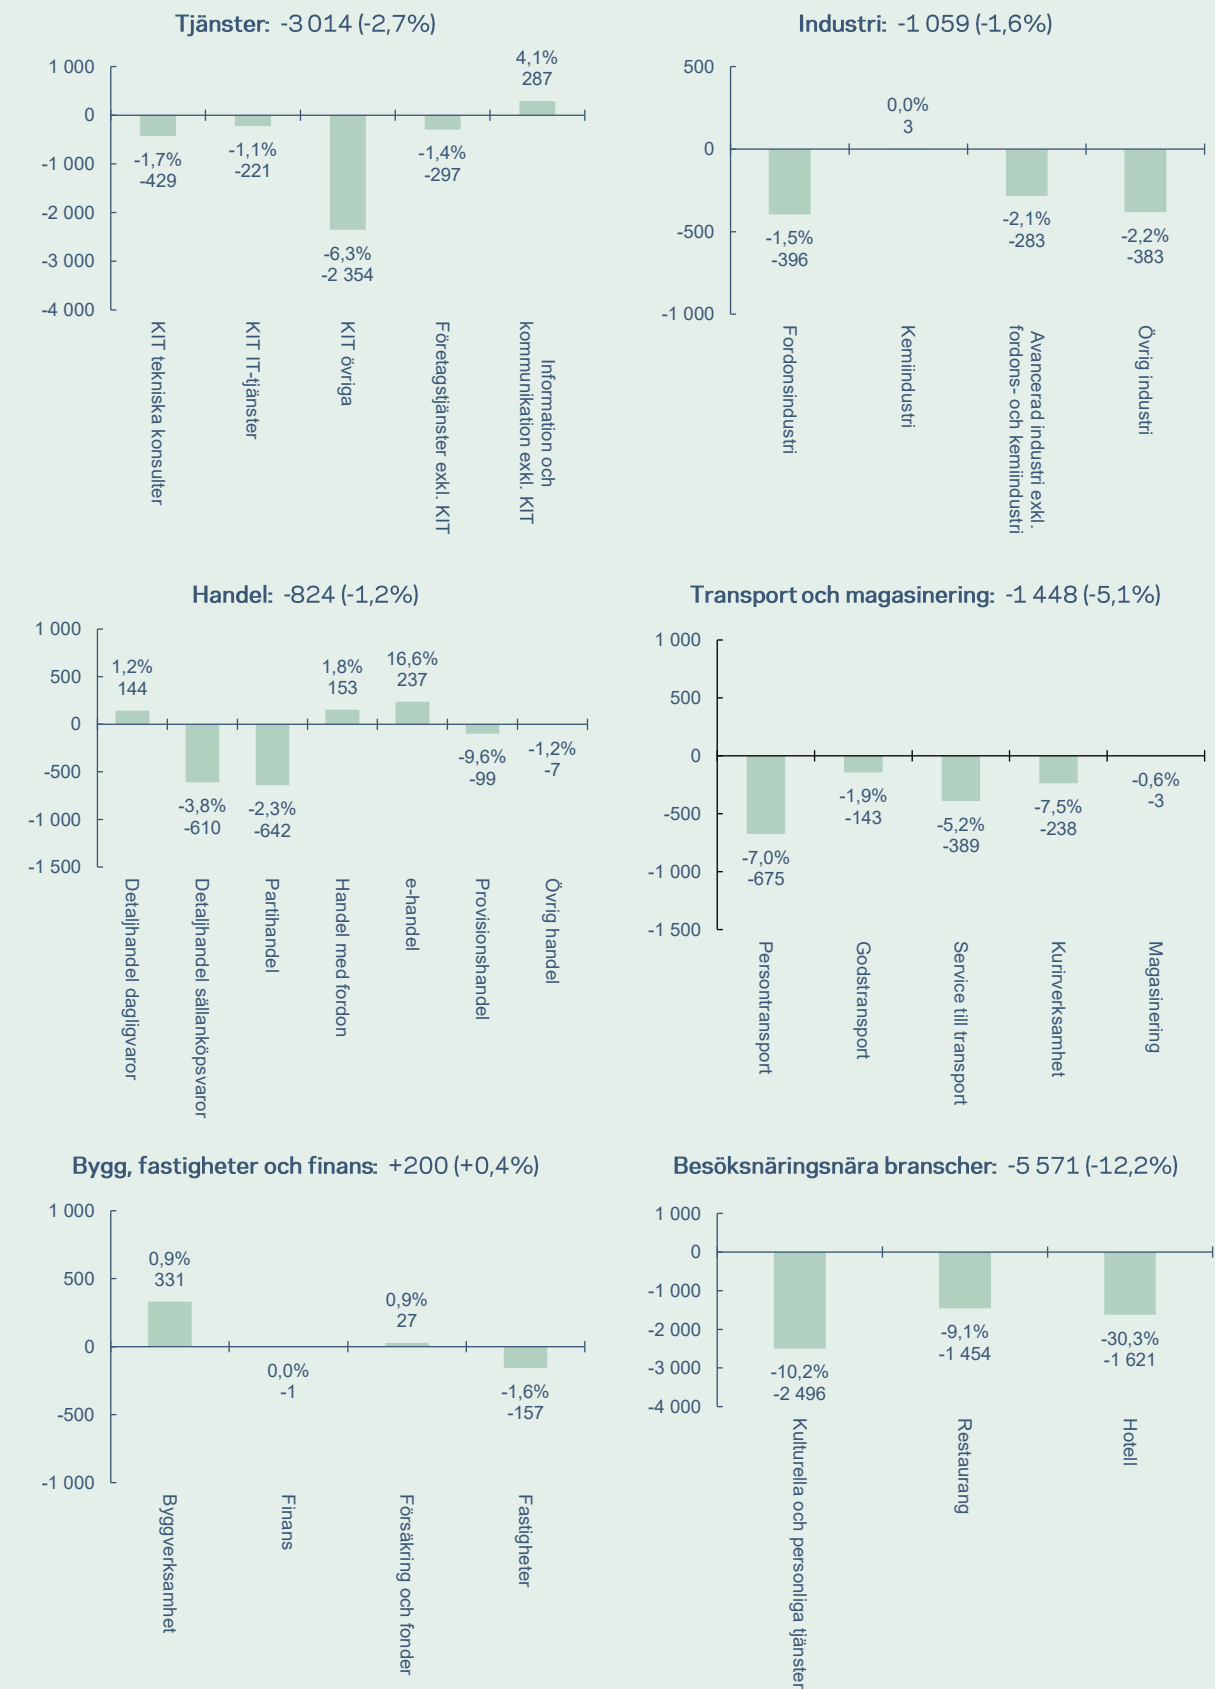 Tjänster: -3 014 (-2,7%)
1 000
0
-1 000
-2 000
-3 000
-4 000
-1,7%
-429
-1,1%
-221
-6,3%
-2 354
-1,4%
-297
4,1%
287
KIT tekniska konsulter
KIT IT-tjänster
KIT övriga
Företagstjänster exkl. KIT
Information och
kommunikation exkl. KIT
Industri: -1 059 (-1,6%)
500
0
-500
-1 000
-1,5%
-396
0,0%
3
-2,1%
-283
-2,2%
-383
Fordonsindustri
Kemiindustri
Avancerad industri exkl.
fordons- och kemiindustri
Övrig industri
Handel: -824 (-1,2%)
1 000
500
0
-500
-1 000
-1 500
1,2%
144
-3,8%
-610
-2,3%
-642
1,8%
153
16,6%
237
-9,6%
-99
-1,2%
-7
Detaljhandel dagligvaror
Detaljhandel sällanköpsvaror
Partihandel
Handel med fordon
e-handel
Provisionshandel
Övrig handel
Transport och magasinering: -1 448 (-5,1%)
1 000
500
0
-500
-1 000
-1 500
-7,0%
-675
-1,9%
-143
-5,2%
-389
-7,5%
-238
-0,6%
-3
Persontransport
Godstransport
Service till transport
Kurirverksamhet
Magasinering
Bygg, fastigheter och finans: +200 (+0,4%)
1 000
500
0
-500
-1 000
0,9%
331
0,0%
-1
0,9%
27
-1,6%
-157
Byggverksamhet
Finans
Försäkring och fonder
Fastigheter
Besöksnäringsnära branscher: -5 571 (-12,2%)
1 000
0
-1 000
-2 000
-3 000
-4 000
-10,2%
-2 496
-9,1%
-1 454
-30,3%
-1 621
Kulturella och personliga tjänster
Restaurang
Hotell